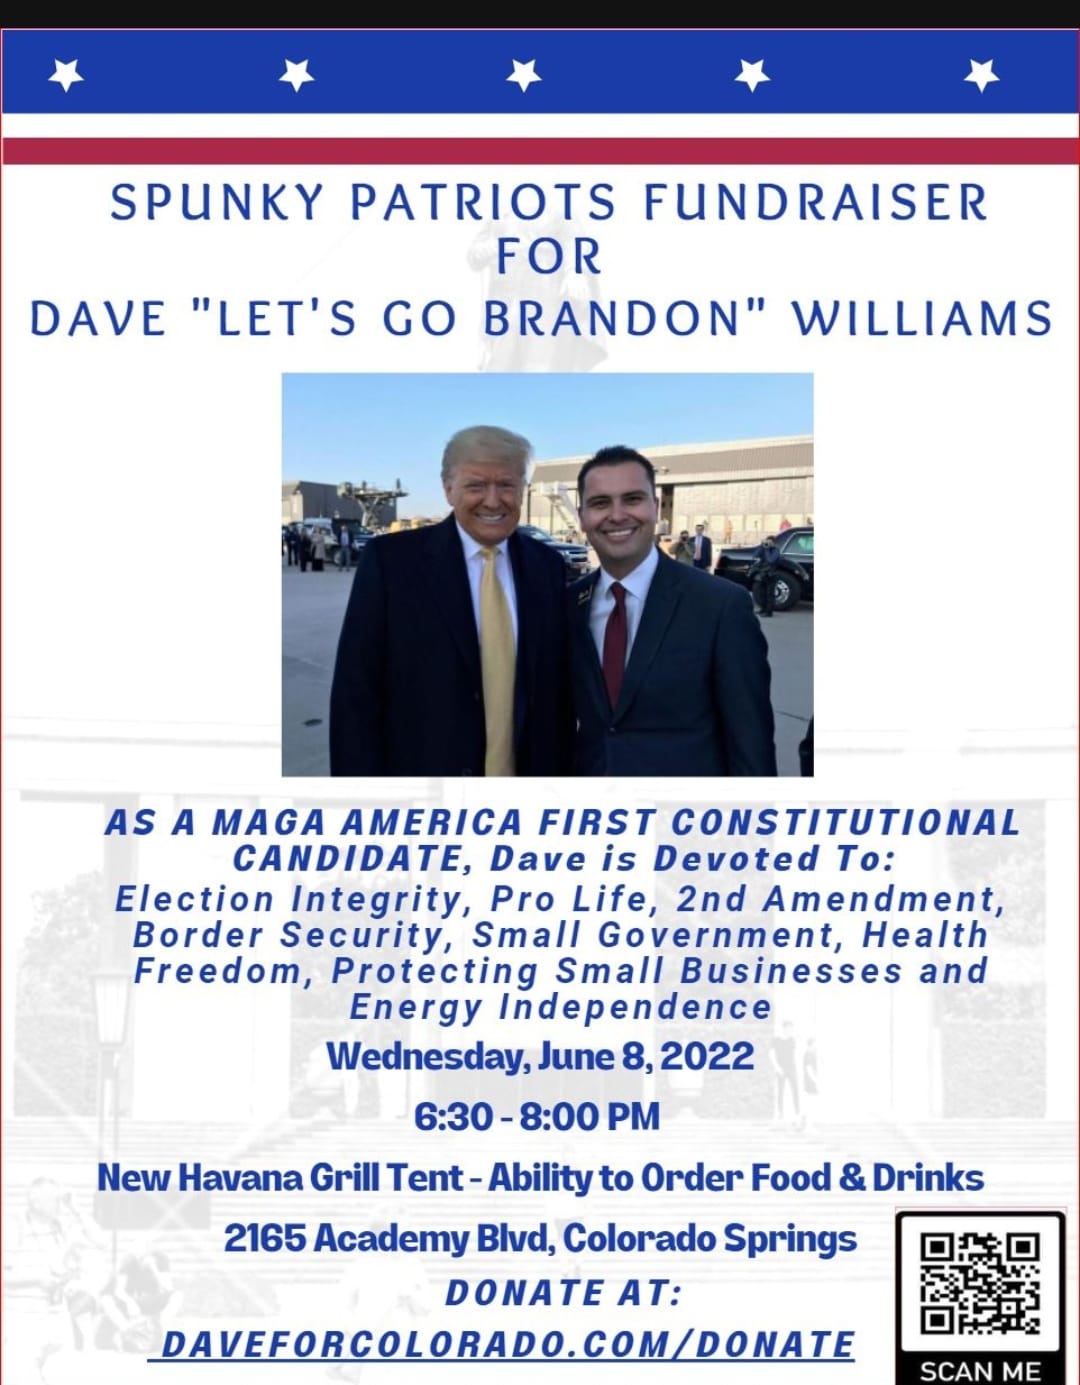 SPUNKY PATRIOTS FUNDRAISER
FOR
DAVE "LET'S GO BRANDON" WILLIAMS
AS A MAGA AMERICA FIRST CONSTITUTIONAL
CANDIDATE, Dave is Devoted To:
Election Integrity, Pro Life, 2nd Amendment,
Border Security, Small Government, Health
Freedom, Protecting Small Businesses and
Energy Independence
Wednesday, June 8, 2022
6:30 - 8:00 PM
New Havana Grill Tent - Ability to Order Food & Drinks
2165 Academy Blvd, Colorado Springs
DONATE AT:
DAVEFORCOLORADO.COM/DONATE
SCAN ME